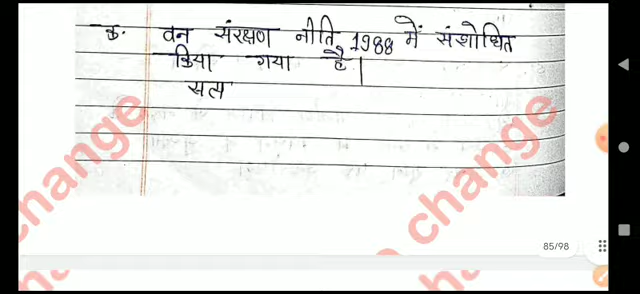 क. वन संरक्षण नीति 1988 में संशोधित
किया गया है।
सत्य
change
change
85/98